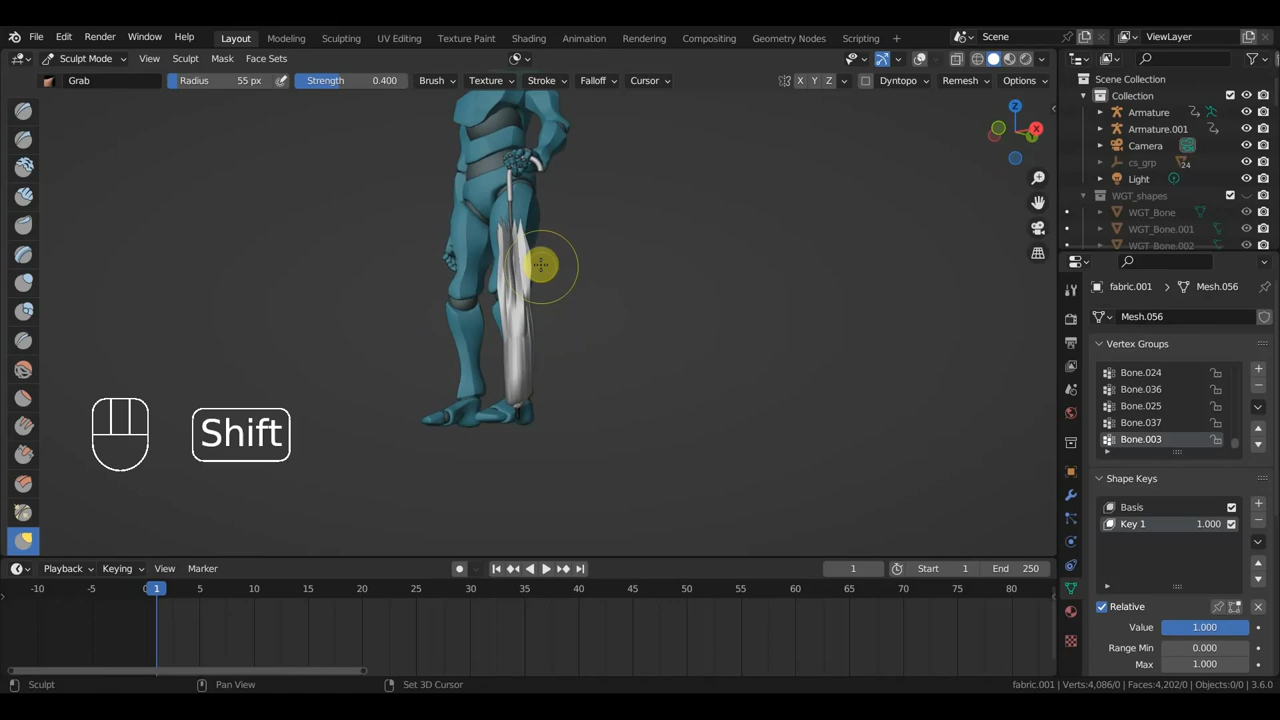 File Edit Render Window Help Layout Modeling Sculpting UV Editing Texture Paint Shading Animation Rendering Compositing Geometry Nodes Scripting + Scene ViewLayer
Sculpt Mode View Sculpt Mask Face Sets
Grab Radius 55 px Strength 0.400 Brush Texture Stroke Falloff Cursor X Y Z Dyntopo Remesh Options
Scene Collection
Collection
Armature
Armature.001
Camera
cs_grp 24
Light
WGT_shapes
WGT_Bone
WGT_Bone.001
WGT_Bone.002
Z
X
Y
fabric.001 > Mesh.056
Mesh.056
Vertex Groups
Bone.024
Bone.036
Bone.025
Bone.037
Bone.003
Shape Keys
Basis
Key 1 1.000
Relative
Value 1.000
Range Min 0.000
Max 1.000
Shift
Playback Keying View Marker 1 Start 1 End 250
-10 -5 0 1 5 10 15 20 25 30 35 40 45 50 55 60 65 70 75 80
Sculpt Pan View Set 3D Cursor fabric.001 | Verts:4,086/0 | Faces:4,202/0 | Objects:0/0 | 3.6.0